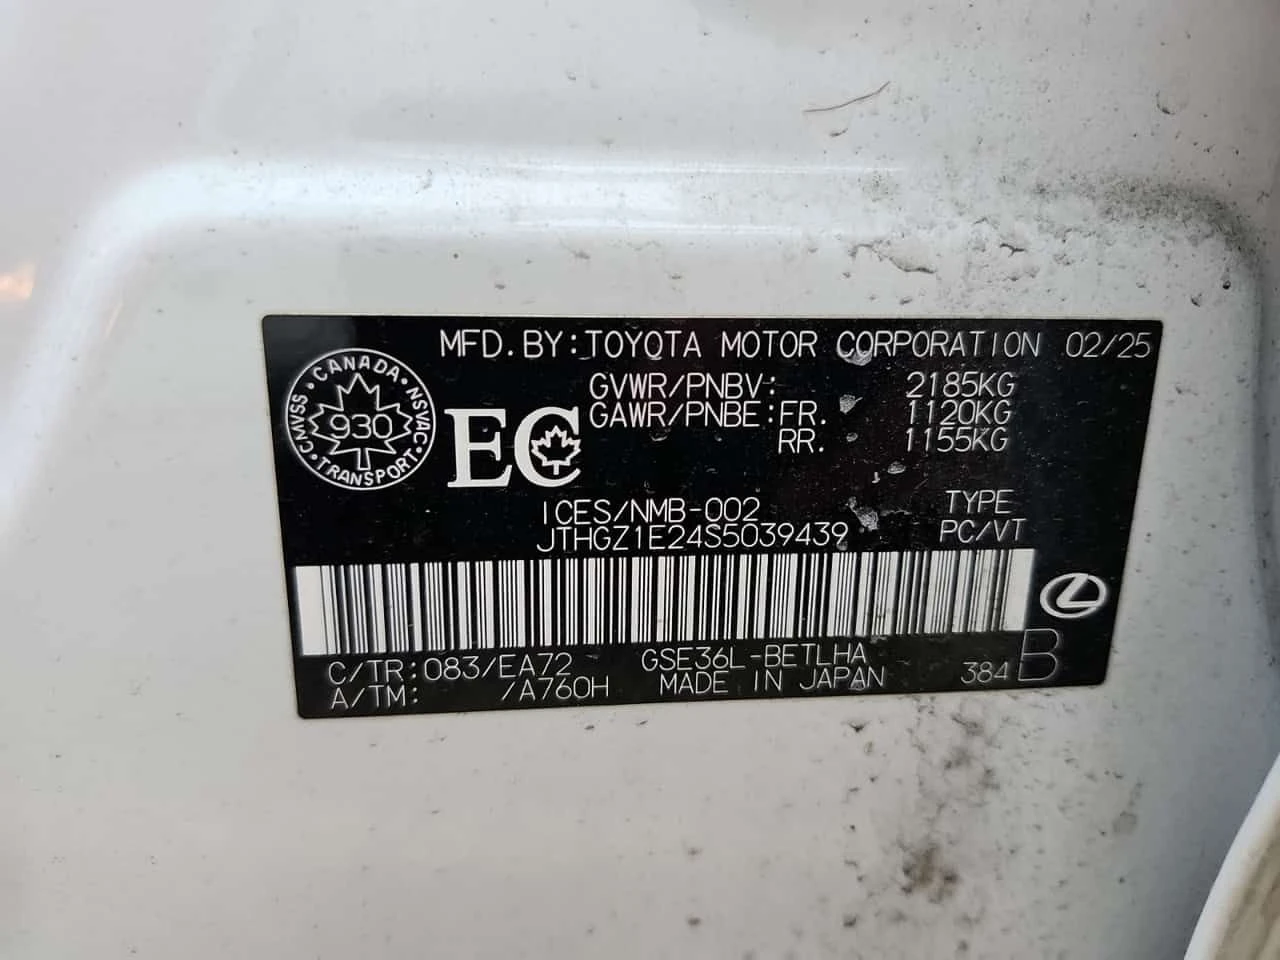 MFD. BY: TOYOTA MOTOR CORPORATION 02/25
GVWR/PNBV: 2185KG
GAWR/PNBE: FR. 1120KG
RR. 1155KG
CANADA · NSVAC · TRANSPORT · CMVSS ·
930
EC
ICES/NMB-002
TYPE
JTHGZ1E24S5039439
PC/VT
C/TR: 083/EA72
GSE36L-BETLHA
A/TM: /A760H
MADE IN JAPAN
384 B